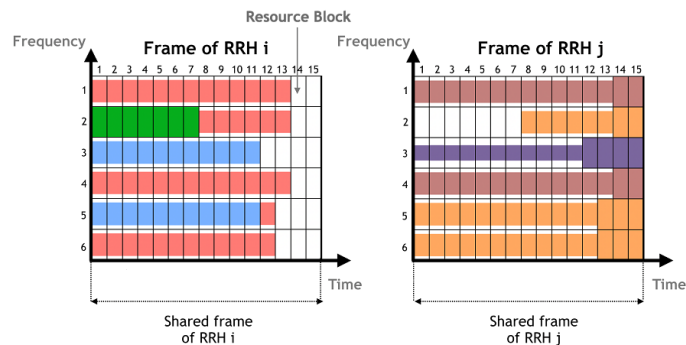 Resource Block
Frequency
Frame of RRH i
1 2 3 4 5 6 7 8 9 10 11 12 13 14 15
1
2
3
4
5
6
Time
Shared frame
of RRH i
Frequency
Frame of RRH j
1 2 3 4 5 6 7 8 9 10 11 12 13 14 15
1
2
3
4
5
6
Time
Shared frame
of RRH j